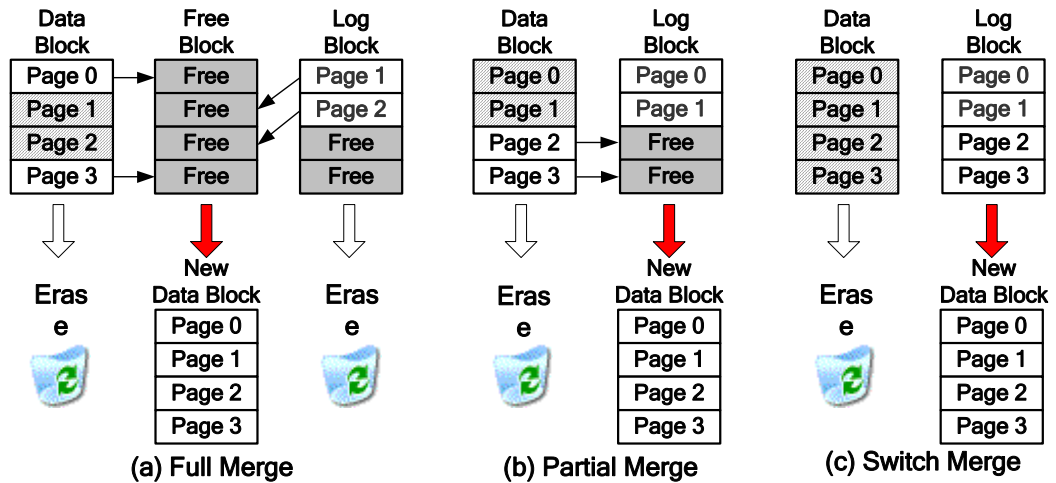 Data
Block
Free
Block
Log
Block
Page 0
Page 1
Page 2
Page 3
Free
Free
Free
Free
Page 1
Page 2
Free
Free
Eras
e
New
Data Block
Page 0
Page 1
Page 2
Page 3
Eras
e
(a) Full Merge
Data
Block
Log
Block
Page 0
Page 1
Page 2
Page 3
Page 0
Page 1
Free
Free
Eras
e
New
Data Block
Page 0
Page 1
Page 2
Page 3
(b) Partial Merge
Data
Block
Log
Block
Page 0
Page 1
Page 2
Page 3
Page 0
Page 1
Page 2
Page 3
Eras
e
New
Data Block
Page 0
Page 1
Page 2
Page 3
(c) Switch Merge